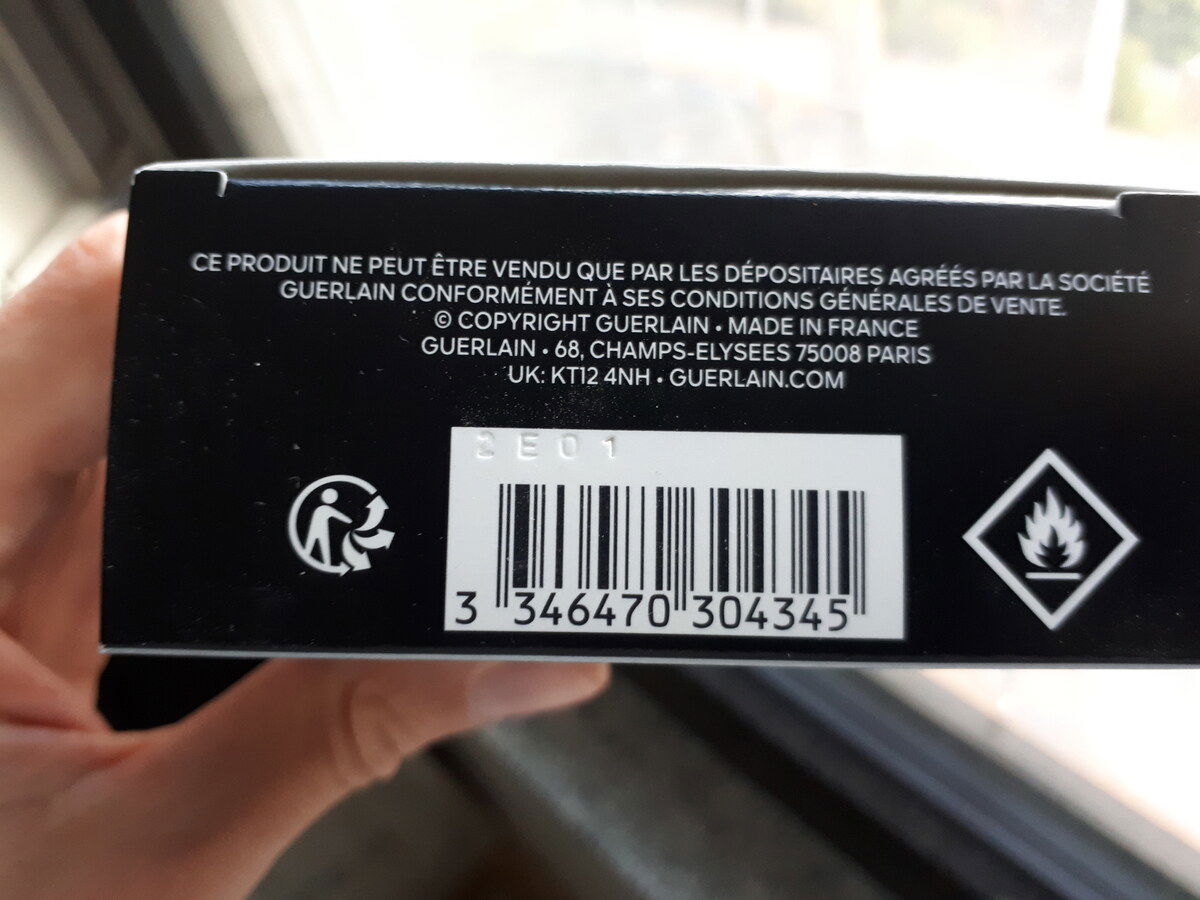 CE PRODUIT NE PEUT ÊTRE VENDU QUE PAR LES DÉPOSITAIRES AGRÉÉS PAR LA SOCIÉTÉ
GUERLAIN CONFORMÉMENT À SES CONDITIONS GÉNÉRALES DE VENTE.
© COPYRIGHT GUERLAIN • MADE IN FRANCE
GUERLAIN • 68, CHAMPS-ELYSEES 75008 PARIS
UK: KT12 4NH • GUERLAIN.COM
2E01
3 346470 304345